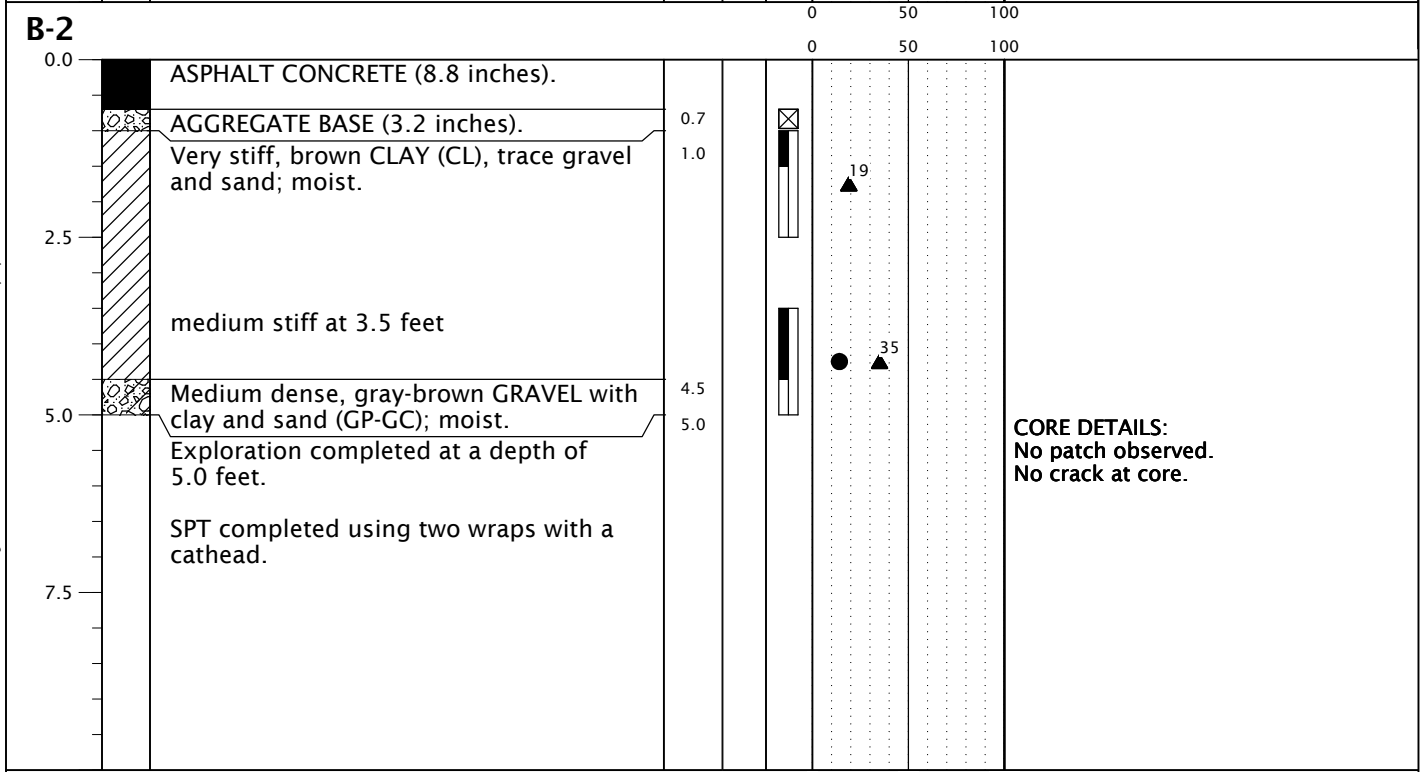 0 50 100
B-2
0 50 100
0.0
ASPHALT CONCRETE (8.8 inches).
AGGREGATE BASE (3.2 inches).
0.7
Very stiff, brown CLAY (CL), trace gravel
1.0
and sand; moist.
19
2.5
medium stiff at 3.5 feet
35
Medium dense, gray-brown GRAVEL with
4.5
clay and sand (GP-GC); moist.
5.0
5.0
Exploration completed at a depth of
5.0 feet.
CORE DETAILS:
No patch observed.
No crack at core.
SPT completed using two wraps with a
cathead.
7.5